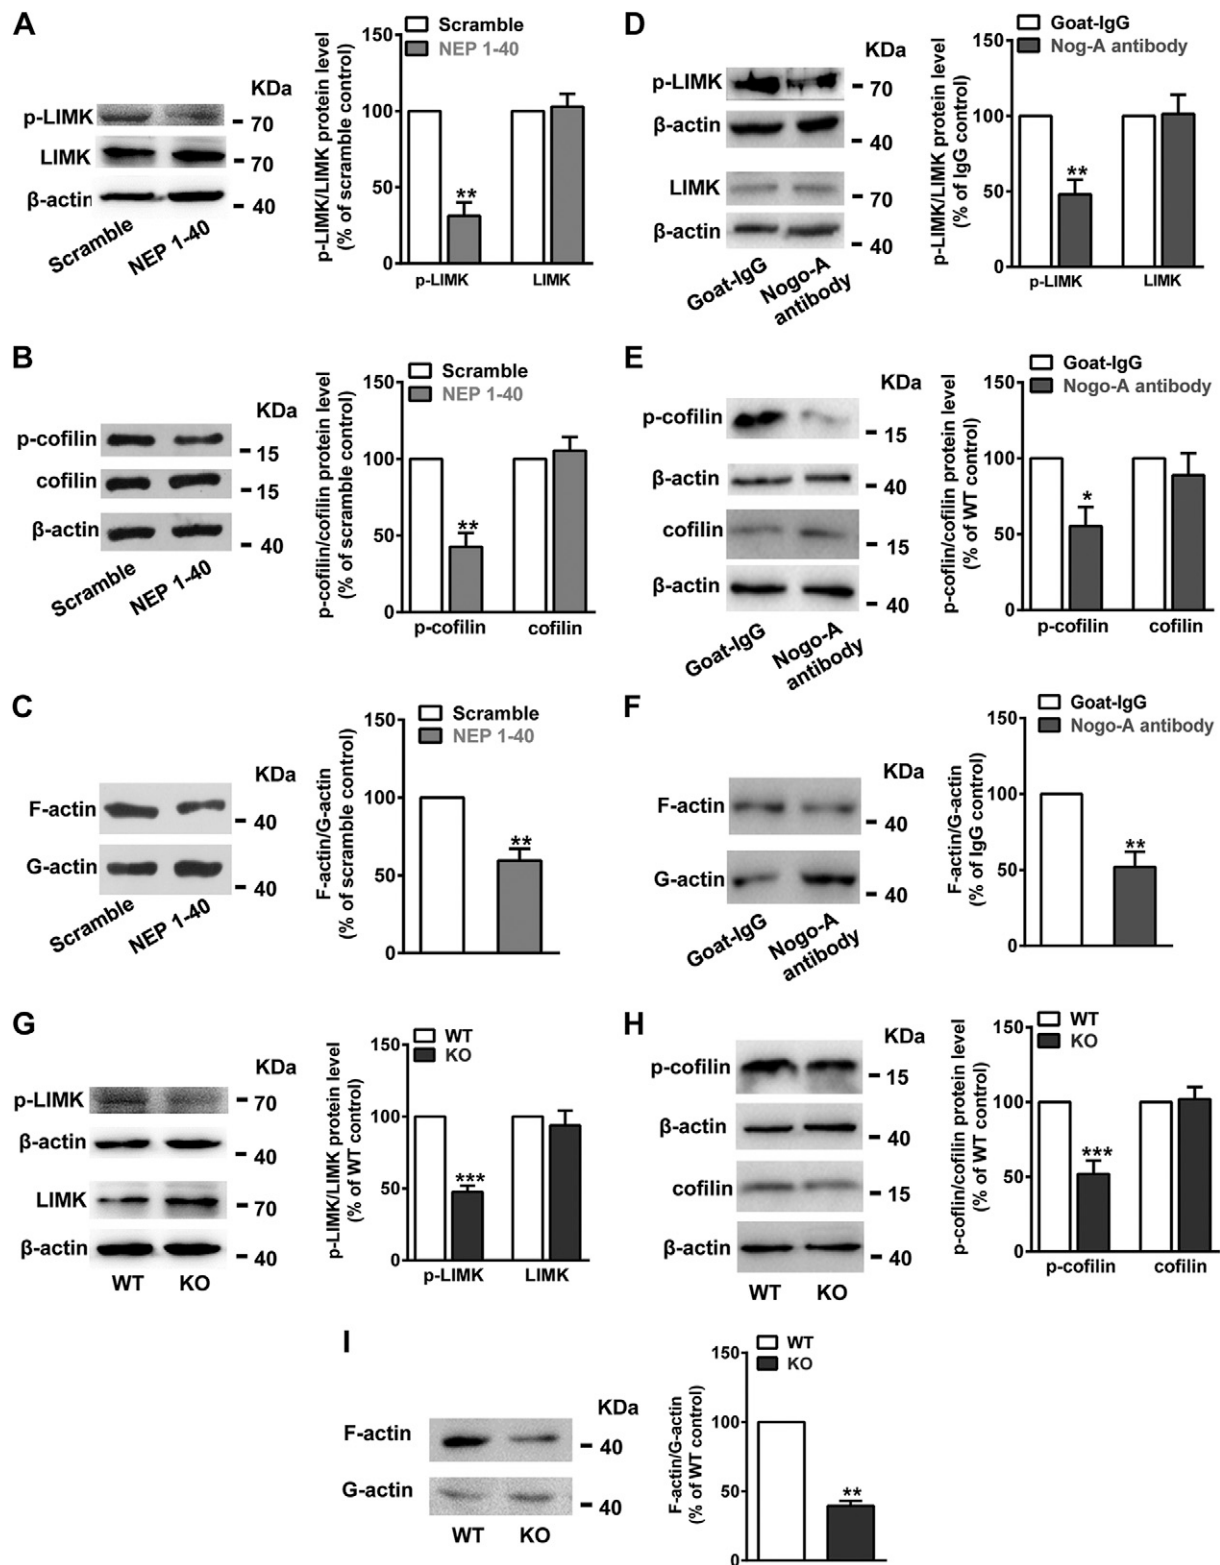 A
KDa
p-LIMK
70
LIMK
70
β-actin
40
Scramble
NEP 1-40
Scramble
NEP 1-40
p-LIMK/LIMK protein level
(% of scramble control)
150
100
50
0
**
p-LIMK
LIMK
D
KDa
p-LIMK
70
β-actin
40
LIMK
70
β-actin
40
Goat-IgG
Nogo-A
antibody
Goat-IgG
Nog-A antibody
p-LIMK/LIMK protein level
(% of IgG control)
150
100
50
0
**
p-LIMK
LIMK
B
KDa
p-cofilin
15
cofilin
15
β-actin
40
Scramble
NEP 1-40
Scramble
NEP 1-40
p-cofilin/cofilin protein level
(% of scramble control)
150
100
50
0
**
p-cofilin
cofilin
E
KDa
p-cofilin
15
β-actin
40
cofilin
15
β-actin
40
Goat-IgG
Nogo-A
antibody
Goat-IgG
Nogo-A antibody
p-cofilin/cofilin protein level
(% of WT control)
150
100
50
0
*
p-cofilin
cofilin
C
KDa
F-actin
40
G-actin
40
Scramble
NEP 1-40
Scramble
NEP 1-40
F-actin/G-actin
(% of scramble control)
150
100
50
0
**
F
KDa
F-actin
40
G-actin
40
Goat-IgG
Nogo-A
antibody
Goat-IgG
Nogo-A antibody
F-actin/G-actin
(% of IgG control)
150
100
50
0
**
G
KDa
p-LIMK
70
β-actin
40
LIMK
70
β-actin
40
WT KO
WT
KO
p-LIMK/LIMK protein level
(% of WT control)
150
100
50
0
***
p-LIMK
LIMK
H
KDa
p-cofilin
15
β-actin
40
cofilin
15
β-actin
40
WT KO
WT
KO
p-cofilin/cofilin protein level
(% of WT control)
150
100
50
0
***
p-cofilin
cofilin
I
KDa
F-actin
40
G-actin
40
WT KO
WT
KO
F-actin/G-actin
(% of WT control)
150
100
50
0
**